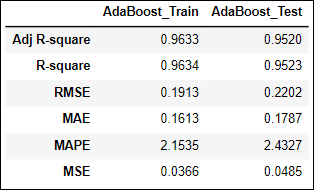 AdaBoost_Train AdaBoost_Test
Adj R-square 0.9633 0.9520
R-square 0.9634 0.9523
RMSE 0.1913 0.2202
MAE 0.1613 0.1787
MAPE 2.1535 2.4327
MSE 0.0366 0.0485